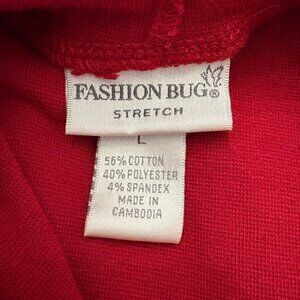 FASHION BUG®
STRETCH
L
56% COTTON
40% POLYESTER
4% SPANDEX
MADE IN
CAMBODIA